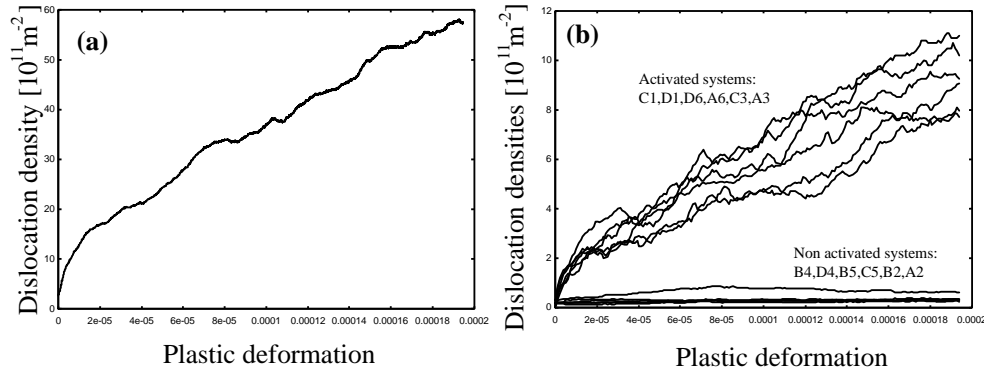 (a)
Dislocation density [10¹¹m⁻²]
60
50
40
30
20
10
0
0 2e-05 4e-05 6e-05 8e-05 0.0001 0.00012 0.00014 0.00016 0.00018 0.0002
Plastic deformation
(b)
Dislocation densities [10¹¹m⁻²]
12
10
8
6
4
2
0
Activated systems:
C1,D1,D6,A6,C3,A3
Non activated systems:
B4,D4,B5,C5,B2,A2
0 2e-05 4e-05 6e-05 8e-05 0.0001 0.00012 0.00014 0.00016 0.00018 0.0002
Plastic deformation